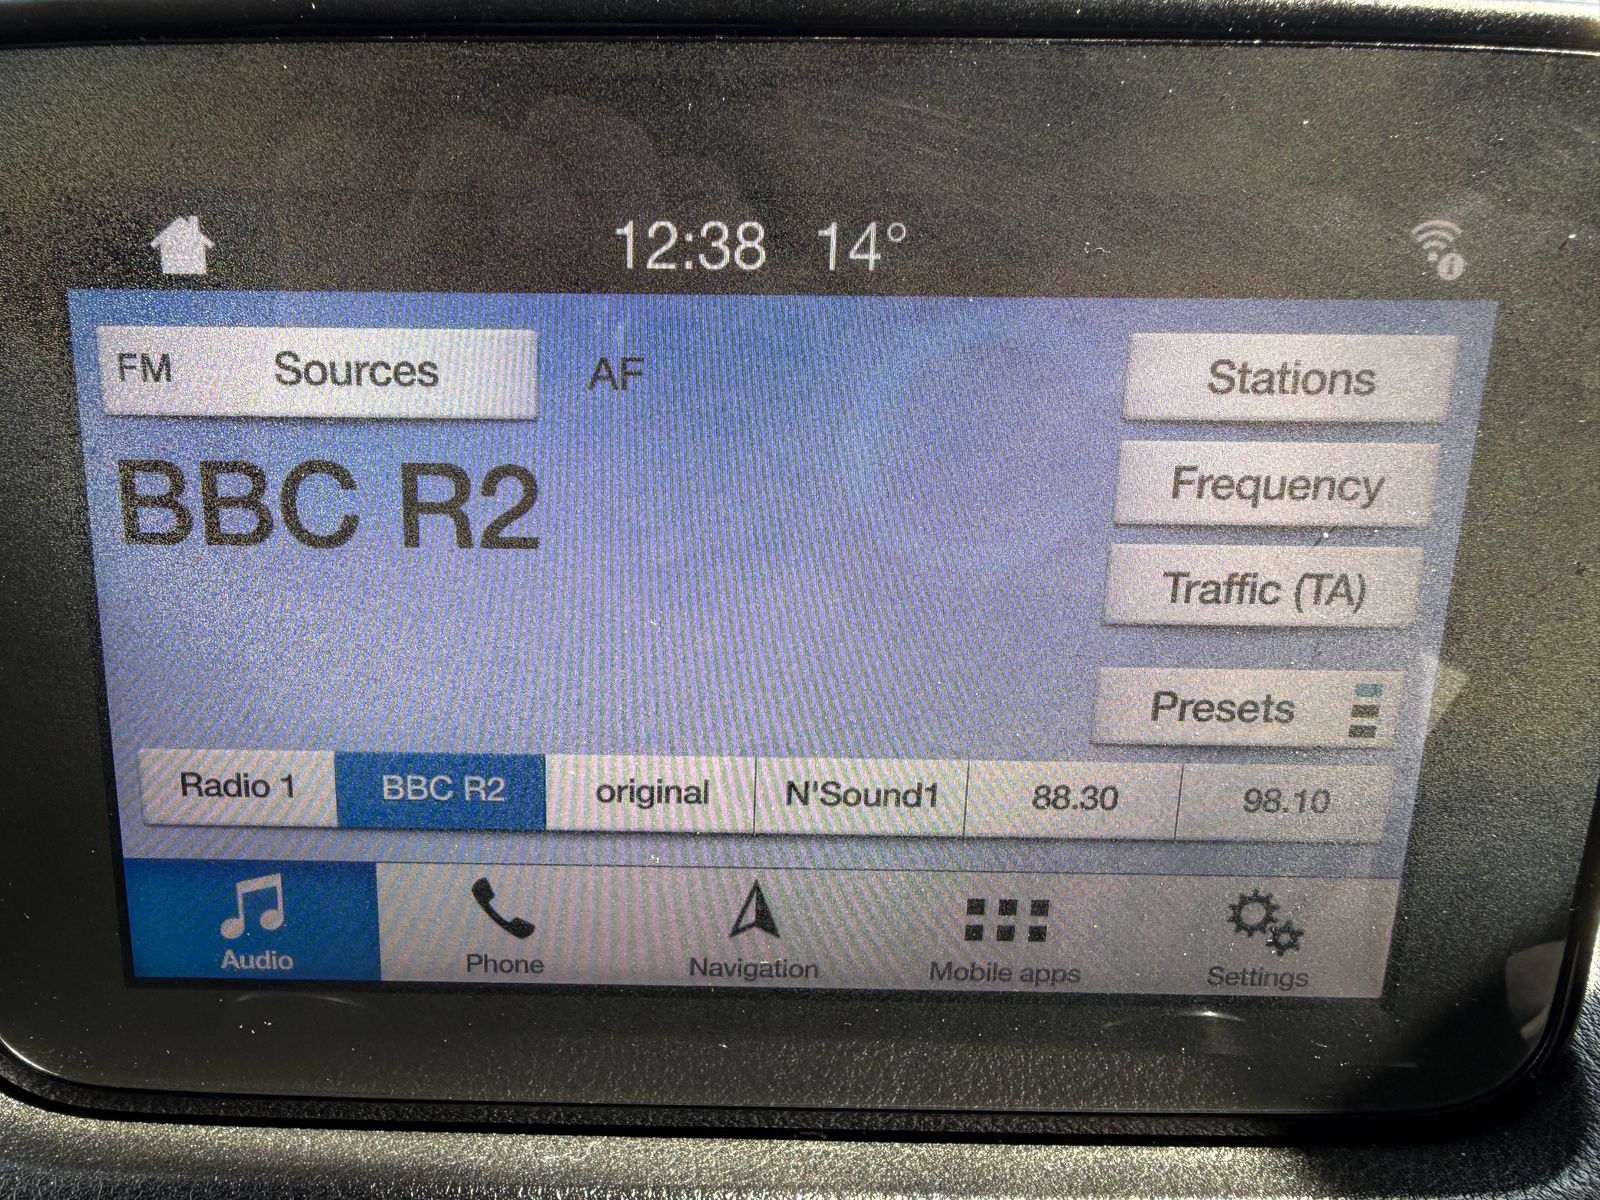 12:38 14°
FM Sources AF Stations
BBC R2
Frequency
Traffic (TA)
Presets
Radio 1 BBC R2 original N'Sound1 88.30 98.10
Audio Phone Navigation Mobile apps Settings